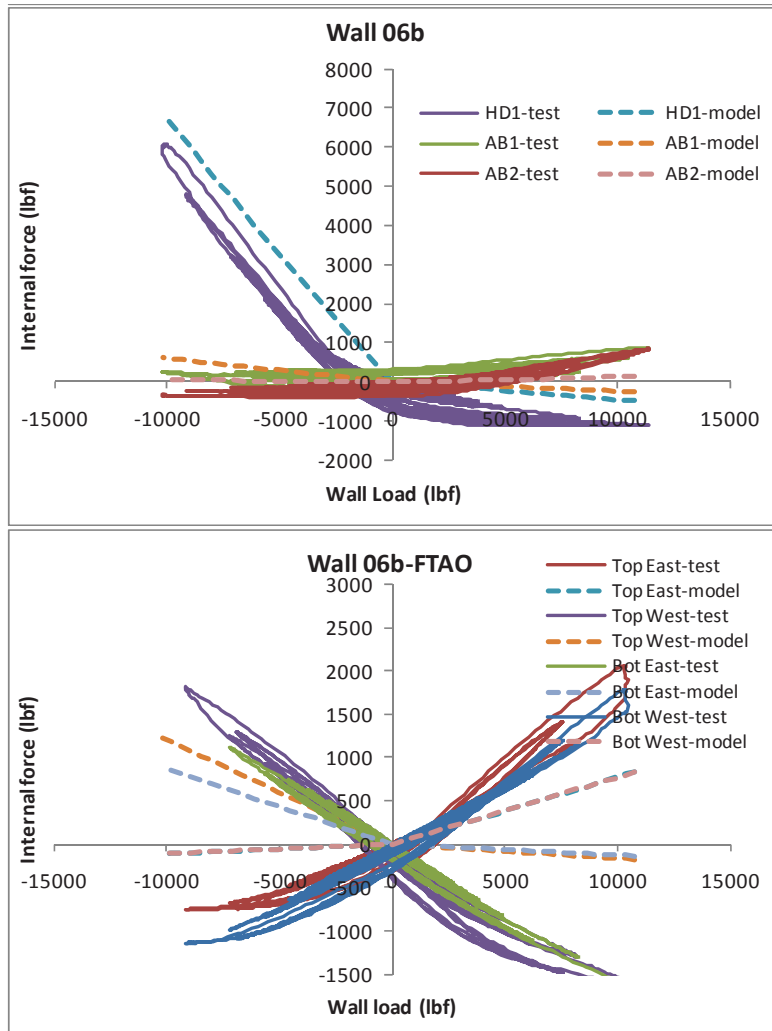 Wall 06b
8000
7000
6000
5000
4000
3000
2000
1000
0
-1000
-2000
HD1-test
HD1-model
AB1-test
AB1-model
AB2-test
AB2-model
Internal force (lbf)
-15000
-10000
-5000
0
5000
10000
15000
Wall Load (lbf)
Wall 06b-FTAO
3000
2500
2000
1500
1000
500
0
-500
-1000
-1500
Top East-test
Top East-model
Top West-test
Top West-model
Bot East-test
Bot East-model
Bot West-test
Bot West-model
Internal force (lbf)
-15000
-10000
-5000
0
5000
10000
15000
Wall load (lbf)